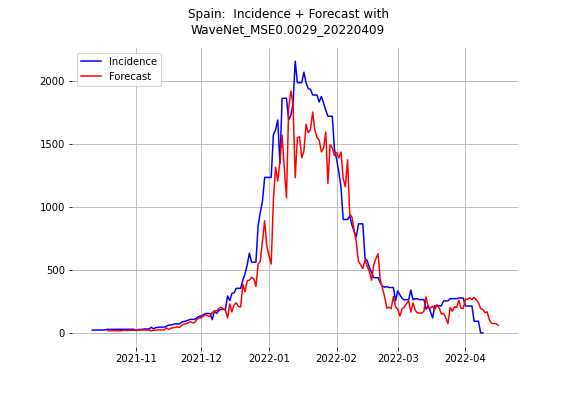 Spain:  Incidence + Forecast with
WaveNet_MSE0.0029_20220409
Incidence
Forecast
2000
1500
1000
500
0
2021-11 2021-12 2022-01 2022-02 2022-03 2022-04